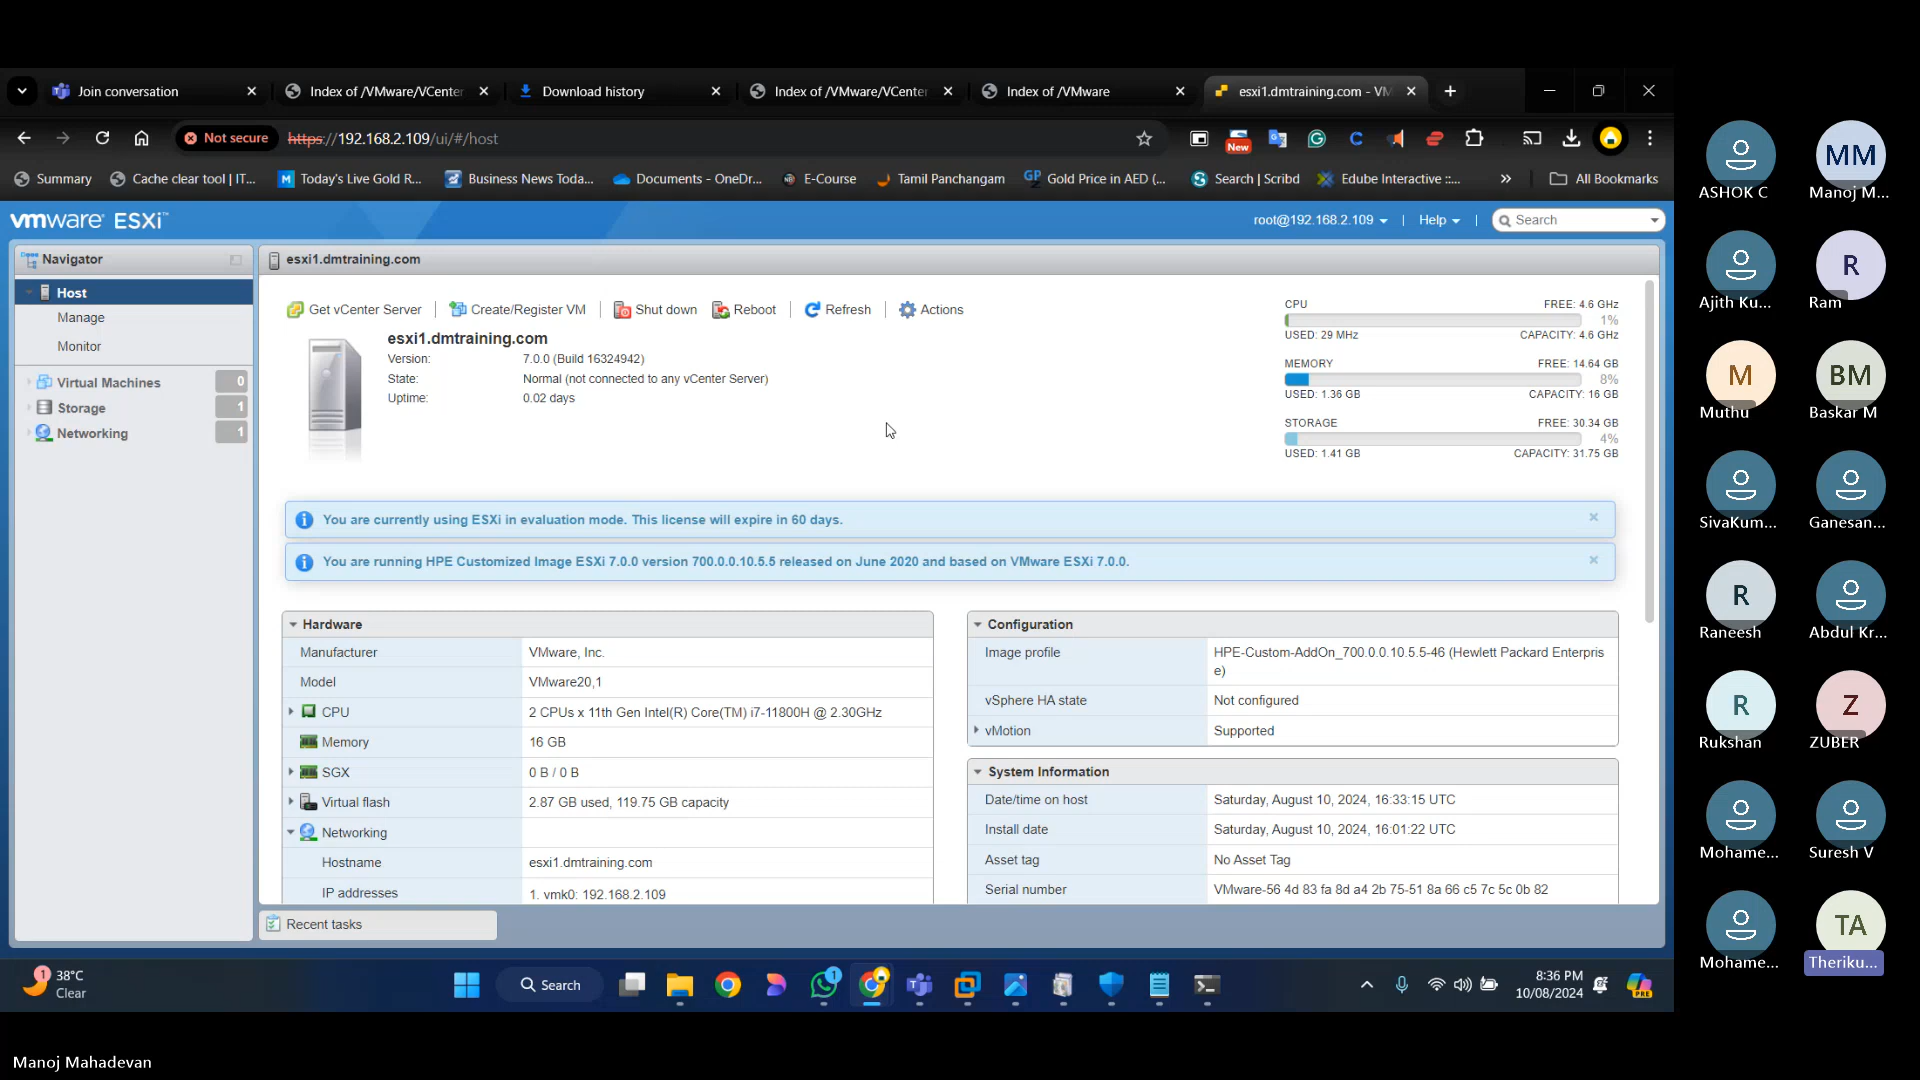 Join conversation
Index of /VMware/VCenter
Download history
Index of /VMware/VCenter
Index of /VMware
esxi1.dmtraining.com - VM
Not secure
https://192.168.2.109/ui/#/host
New
Summary
Cache clear tool | IT...
Today's Live Gold R...
Business News Toda...
Documents - OneDr...
E-Course
Tamil Panchangam
GP Gold Price in AED (...
Search | Scribd
Edube Interactive ::...
»
All Bookmarks
vmware ESXi™
root@192.168.2.109
Help
Search
Navigator
Host
Manage
Monitor
Virtual Machines 0
Storage 1
Networking 1
esxi1.dmtraining.com
Get vCenter Server
Create/Register VM
Shut down
Reboot
Refresh
Actions
esxi1.dmtraining.com
Version: 7.0.0 (Build 16324942)
State: Normal (not connected to any vCenter Server)
Uptime: 0.02 days
CPU FREE: 4.6 GHz
1%
USED: 29 MHz CAPACITY: 4.6 GHz
MEMORY FREE: 14.64 GB
8%
USED: 1.36 GB CAPACITY: 16 GB
STORAGE FREE: 30.34 GB
4%
USED: 1.41 GB CAPACITY: 31.75 GB
You are currently using ESXi in evaluation mode. This license will expire in 60 days.
You are running HPE Customized Image ESXi 7.0.0 version 700.0.0.10.5.5 released on June 2020 and based on VMware ESXi 7.0.0.
Hardware
Manufacturer VMware, Inc.
Model VMware20,1
CPU 2 CPUs x 11th Gen Intel(R) Core(TM) i7-11800H @ 2.30GHz
Memory 16 GB
SGX 0 B / 0 B
Virtual flash 2.87 GB used, 119.75 GB capacity
Networking
Hostname esxi1.dmtraining.com
IP addresses 1. vmk0: 192.168.2.109
Configuration
Image profile HPE-Custom-AddOn_700.0.0.10.5.5-46 (Hewlett Packard Enterpris
e)
vSphere HA state Not configured
vMotion Supported
System Information
Date/time on host Saturday, August 10, 2024, 16:33:15 UTC
Install date Saturday, August 10, 2024, 16:01:22 UTC
Asset tag No Asset Tag
Serial number VMware-56 4d 83 fa 8d a4 2b 75-51 8a 66 c5 7c 5c 0b 82
Recent tasks
1
38°C
Clear
Search
1
8:36 PM
10/08/2024
PRE
MM
ASHOK C
Manoj M...
R
Ajith Ku...
Ram
M
BM
Muthu
Baskar M
SivaKum...
Ganesan...
R
Raneesh
Abdul Kr...
R
Z
Rukshan
ZUBER
Mohame...
Suresh V
TA
Mohame...
Theriku...
Manoj Mahadevan